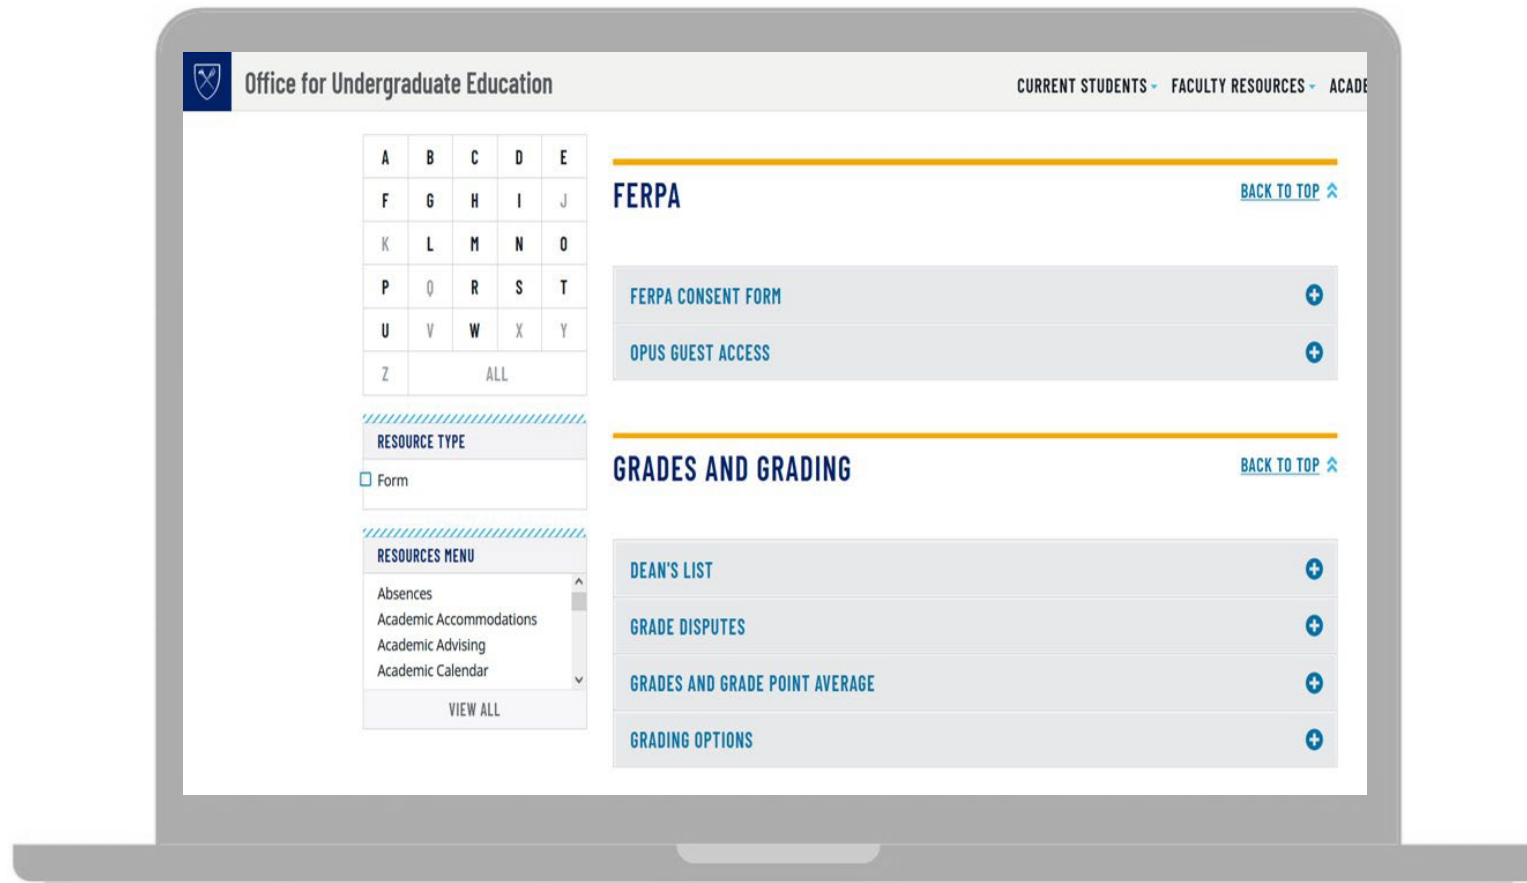 Office for Undergraduate Education
CURRENT STUDENTS FACULTY RESOURCES ACADE
A B C D E
F G H I J
K L M N O
P Q R S T
U V W X Y
Z ALL
RESOURCE TYPE
Form
RESOURCES MENU
Absences
Academic Accommodations
Academic Advising
Academic Calendar
VIEW ALL
FERPA
BACK TO TOP
FERPA CONSENT FORM
OPUS GUEST ACCESS
GRADES AND GRADING
BACK TO TOP
DEAN'S LIST
GRADE DISPUTES
GRADES AND GRADE POINT AVERAGE
GRADING OPTIONS